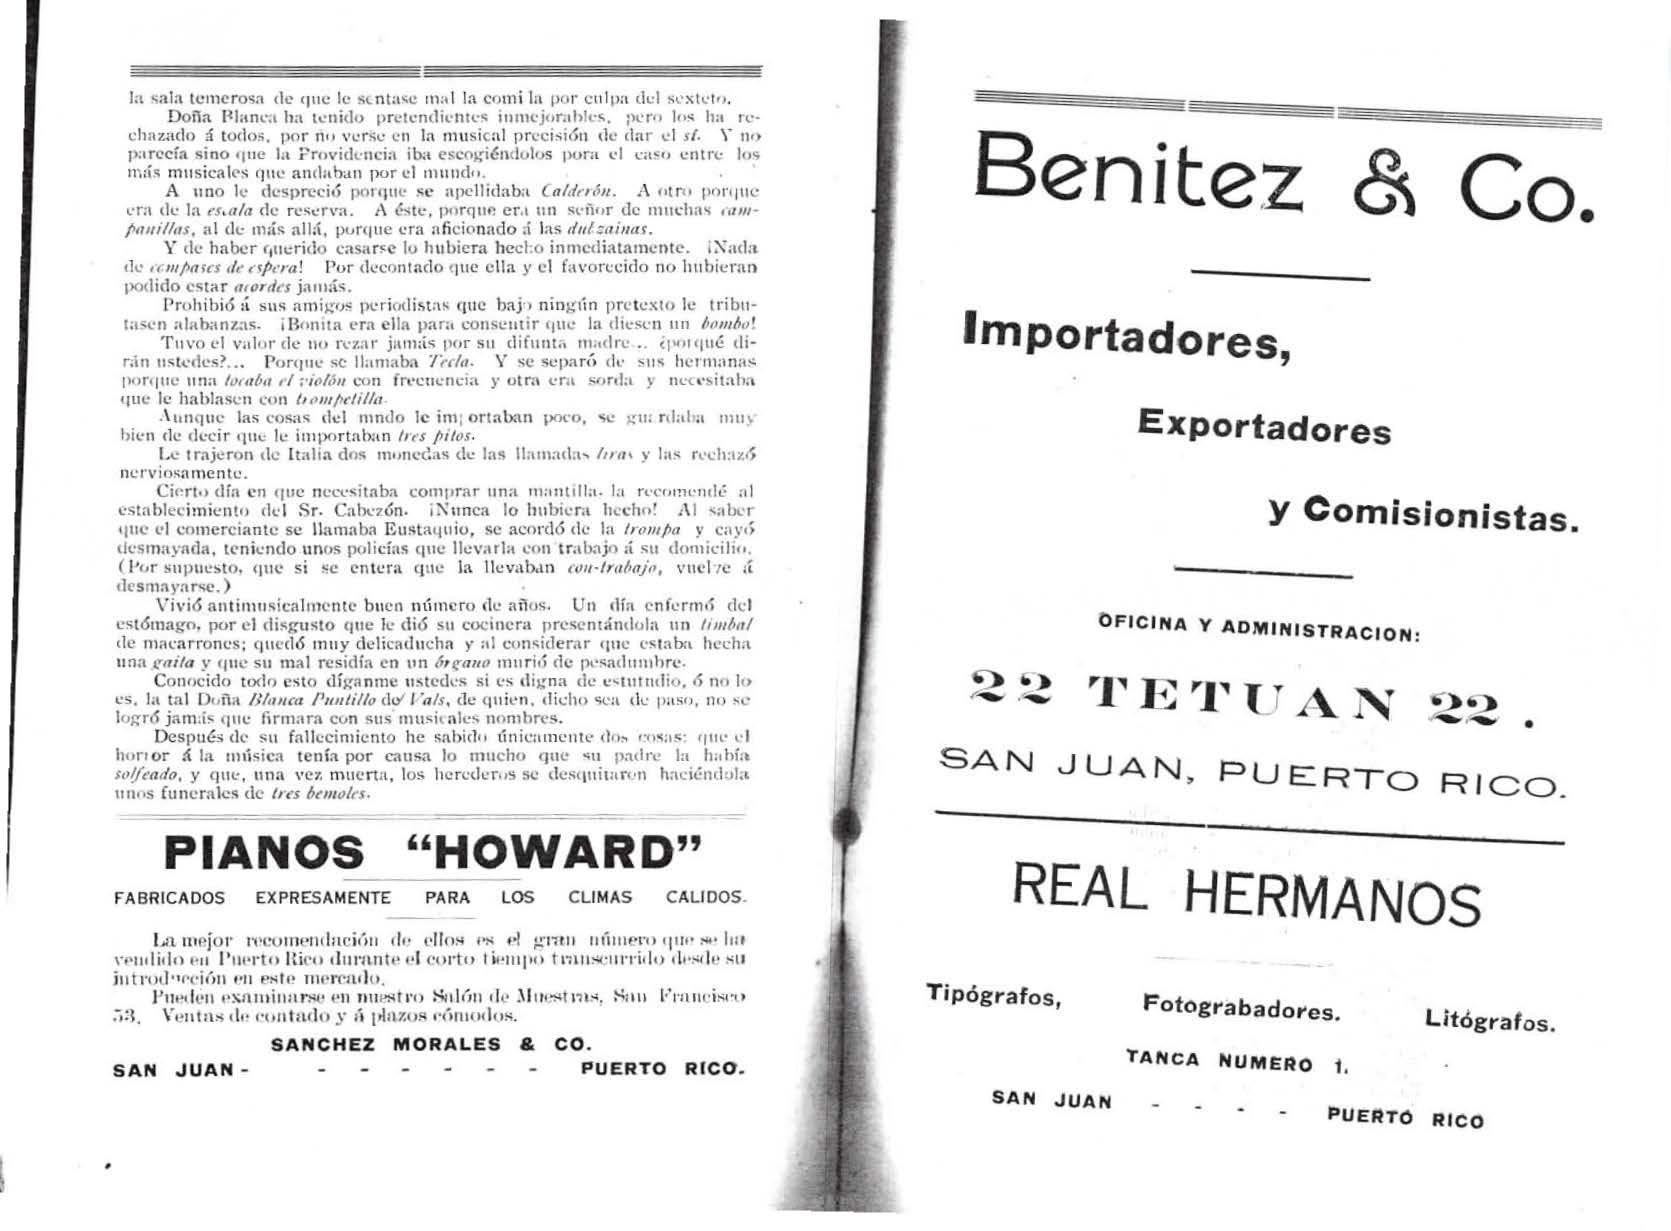 la sala temerosa de que le sentase mal la comi la por culpa del sexteto.
Doña Blanca ha tenido pretendientes inmejorables, pero los ha re-
chazado á todos, por no verse en la musical precisión de dar el sí. Y no
parecía sino que la Providencia iba escogiéndolos pora el caso entre los
más musicales que andaban por el mundo.
A uno le despreció porque se apellidaba Calderón. A otro porque
era de la escala de reserva. A éste, porque era un señor de muchas cam-
panillas, al de más allá, porque era aficionado á las dulzainas.
Y de haber querido casarse lo hubiera hecho inmediatamente. ¡Nada
de compases de espera! Por decontado que ella y el favorecido no hubieran
podido estar acordes jamás.
Prohibió á sus amigos periodistas que bajo ningún pretexto le tribu-
tasen alabanzas. ¡Bonita era ella para consentir que la diesen un bombo!
Tuvo el valor de no rezar jamás por su difunta madre... ¿porqué di-
rán ustedes?... Porque se llamaba Tecla. Y se separó de sus hermanas
porque una tocaba el violón con frecuencia y otra era sorda y necesitaba
que le hablasen con trompetilla.
Aunque las cosas del mndo le importaban poco, se guardaba muy
bien de decir que le importaban tres pitos.
Le trajeron de Italia dos monedas de las llamadas liras y las rechazó
nerviosamente.
Cierto día en que necesitaba comprar una mantilla. la recomendé al
establecimiento del Sr. Cabezón. ¡Nunca lo hubiera hecho! Al saber
que el comerciante se llamaba Eustaquio, se acordó de la trompa y cayó
desmayada, teniendo unos policías que llevarla con trabajo á su domicilio.
(Por supuesto, que si se entera que la llevaban con-trabajo, vuelve á
desmayarse.)
Vivió antimusicalmente buen número de años. Un día enfermó del
estómago, por el disgusto que le dió su cocinera presentándola un timbal
de macarrones; quedó muy delicaducha y al considerar que estaba hecha
una gaita y que su mal residía en un órgano murió de pesadumbre.
Conocido todo esto díganme ustedes si es digna de estutudio, ó no lo
es, la tal Doña Blanca Puntillo del Vals, de quien, dicho sea de paso, no se
logró jamás que firmara con sus musicales nombres.
Después de su fallecimiento he sabido únicamente dos cosas: que el
horror á la música tenía por causa lo mucho que su padre la había
solfeado, y que, una vez muerta, los herederos se desquitaron haciéndola
unos funerales de tres bemoles.
PIANOS "HOWARD"
FABRICADOS EXPRESAMENTE PARA LOS CLIMAS CALIDOS.
La mejor recomendación de ellos es el gran número que se ha
vendido en Puerto Rico durante el corto tiempo transcurrido desde su
introducción en este mercado.
Pueden examinarse en nuestro Salón de Muestras, San Francisco
53. Ventas de contado y á plazos cómodos.
SANCHEZ MORALES & CO.
SAN JUAN - - - - - - - PUERTO RICO.
Benitez & Co.
Importadores,
Exportadores
y Comisionistas.
OFICINA Y ADMINISTRACION:
22 TETUAN 22.
SAN JUAN, PUERTO RICO.
REAL HERMANOS
Tipógrafos, Fotograbadores. Litógrafos.
TANCA NUMERO 1.
SAN JUAN - - - - PUERTO RICO